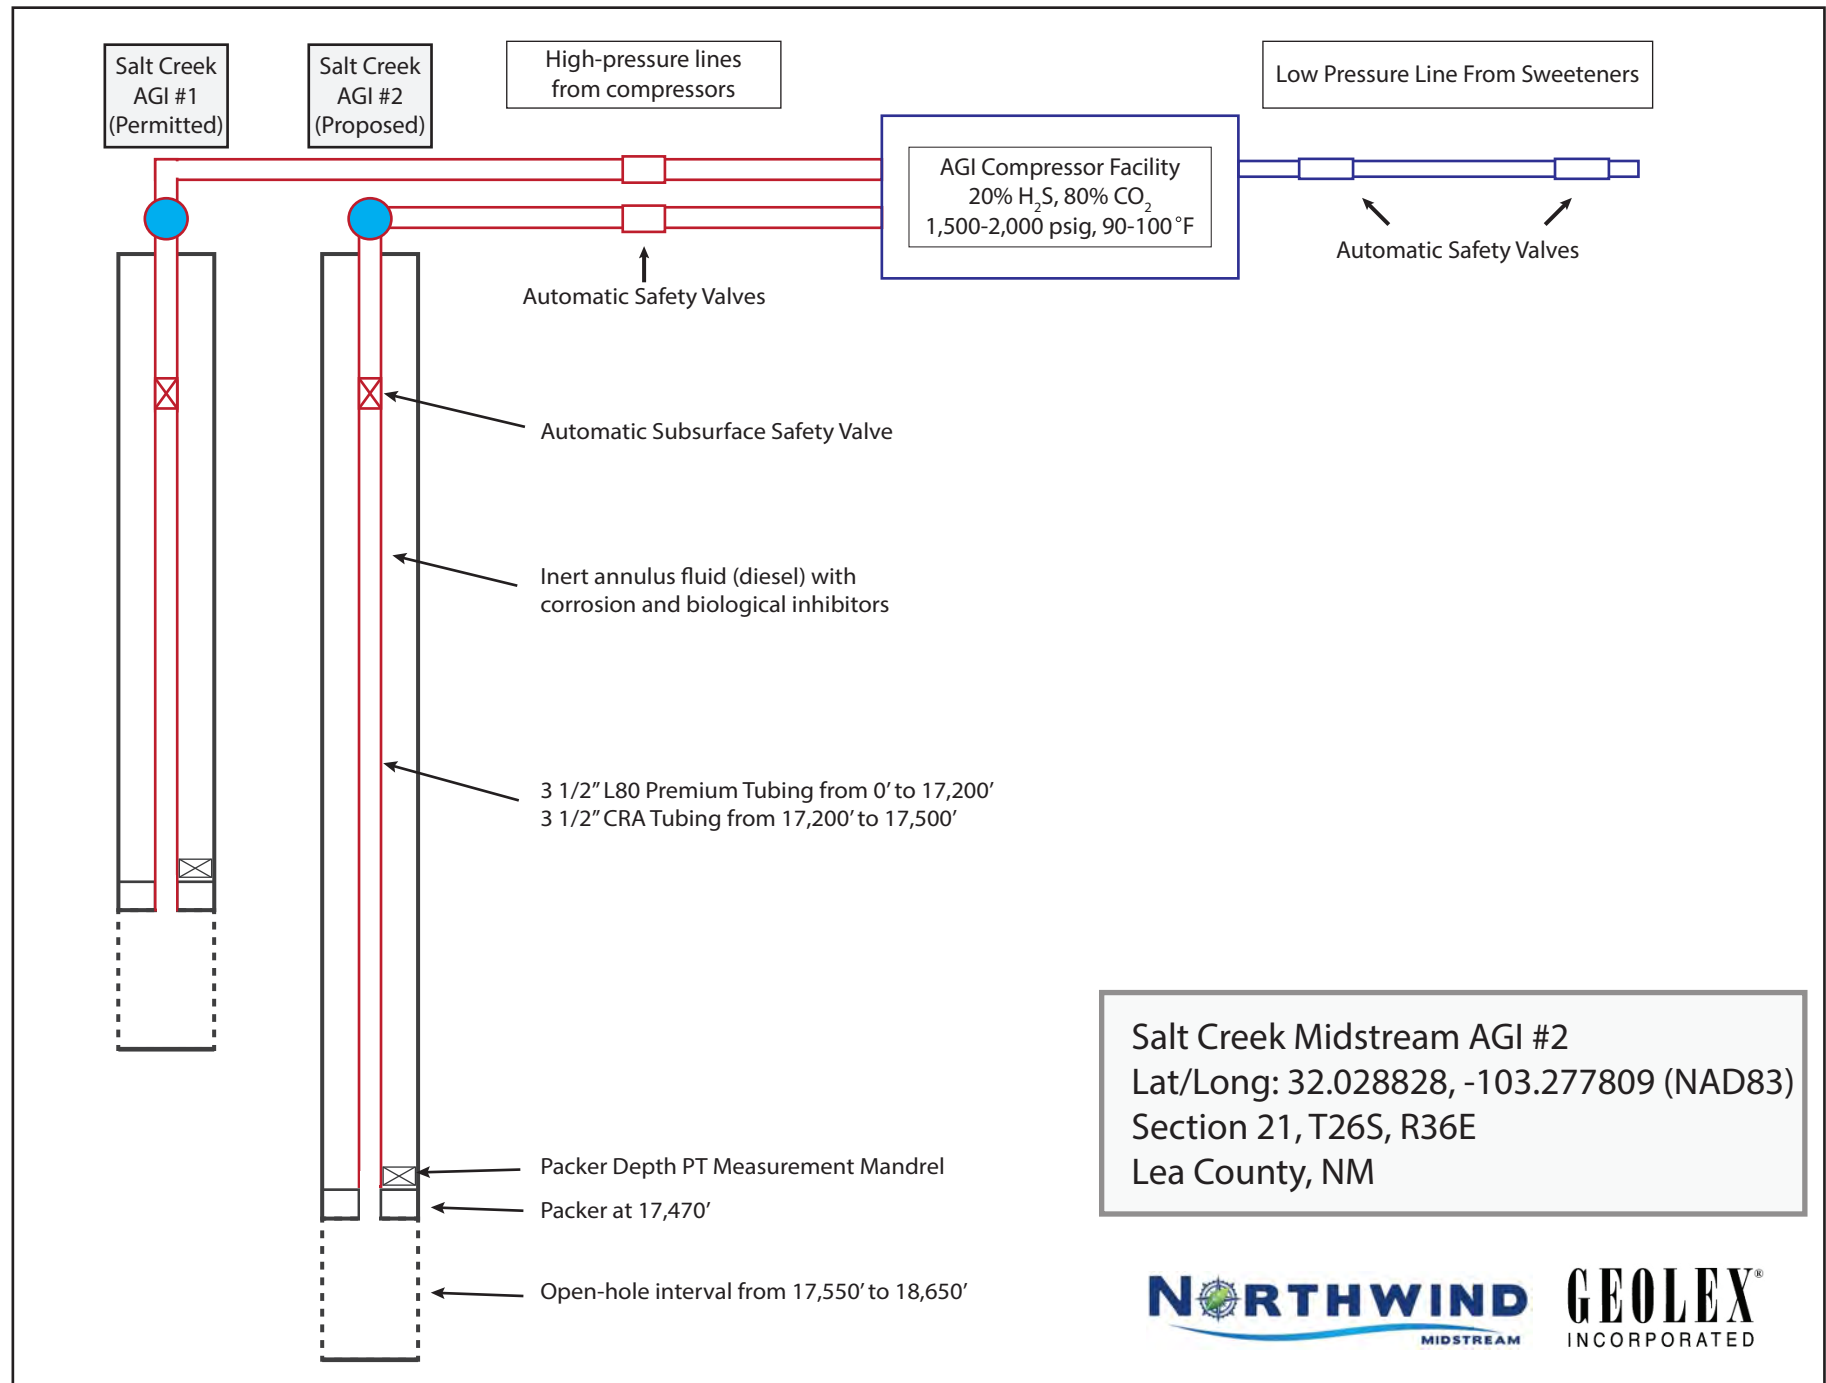 Salt Creek
AGI #1
(Permitted)
Salt Creek
AGI #2
(Proposed)
High-pressure lines
from compressors
Low Pressure Line From Sweeteners
AGI Compressor Facility
20% H₂S, 80% CO₂
1,500-2,000 psig, 90-100˚F
Automatic Safety Valves
Automatic Safety Valves
Automatic Subsurface Safety Valve
Inert annulus fluid (diesel) with
corrosion and biological inhibitors
3 1/2” L80 Premium Tubing from 0’ to 17,200’
3 1/2” CRA Tubing from 17,200’ to 17,500’
Packer Depth PT Measurement Mandrel
Packer at 17,470’
Open-hole interval from 17,550’ to 18,650’
Salt Creek Midstream AGI #2
Lat/Long: 32.028828, -103.277809 (NAD83)
Section 21, T26S, R36E
Lea County, NM
NORTHWIND
MIDSTREAM
GEOLEX®
INCORPORATED